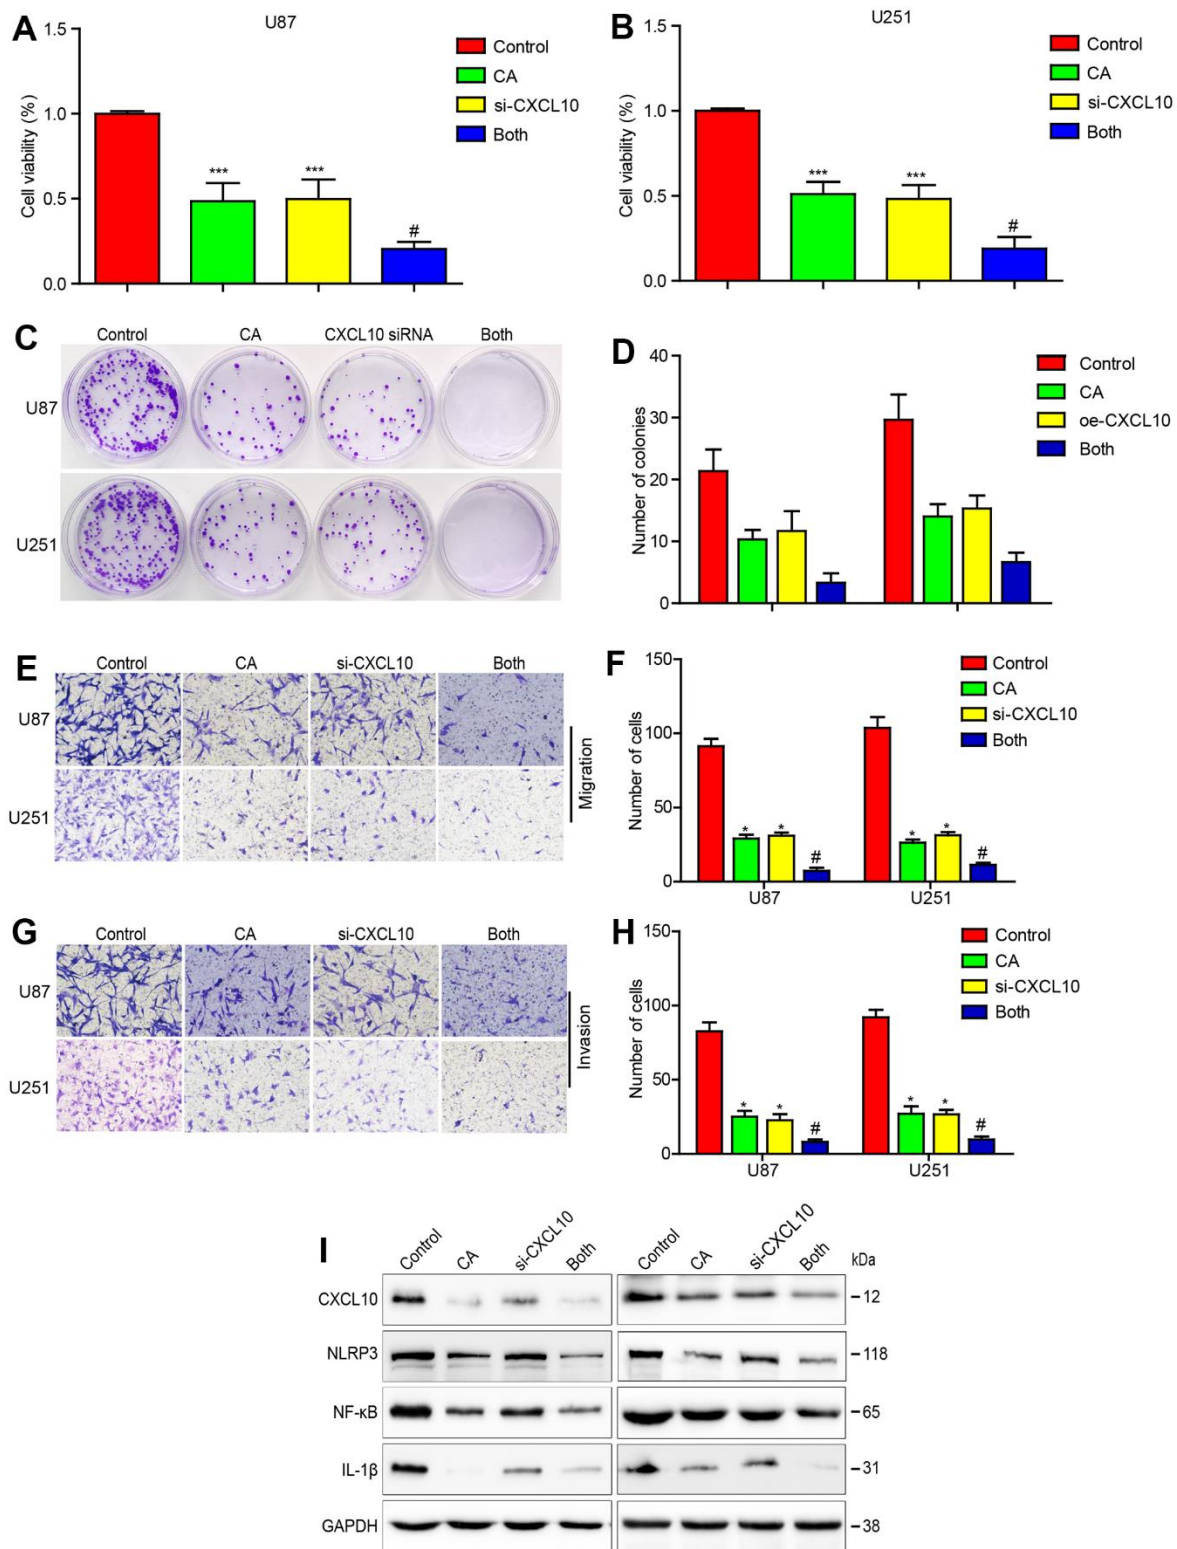 A
U87
1.5
1.0
0.5
0.0
Cell viability (%)
Control
CA
si-CXCL10
Both
***
***
#
B
U251
1.5
1.0
0.5
0.0
Cell viability (%)
Control
CA
si-CXCL10
Both
***
***
#
C
Control CA CXCL10 siRNA Both
U87
U251
D
40
30
20
10
0
Number of colonies
Control
CA
oe-CXCL10
Both
E
Control CA si-CXCL10 Both
U87
U251
Migration
F
150
100
50
0
Number of cells
Control
CA
si-CXCL10
Both
* * #
* * #
U87 U251
G
Control CA si-CXCL10 Both
U87
U251
Invasion
H
150
100
50
0
Number of cells
Control
CA
si-CXCL10
Both
* * #
* * #
U87 U251
I
Control CA si-CXCL10 Both Control CA si-CXCL10 Both kDa
CXCL10 12
NLRP3 118
NF-κB 65
IL-1β 31
GAPDH 38